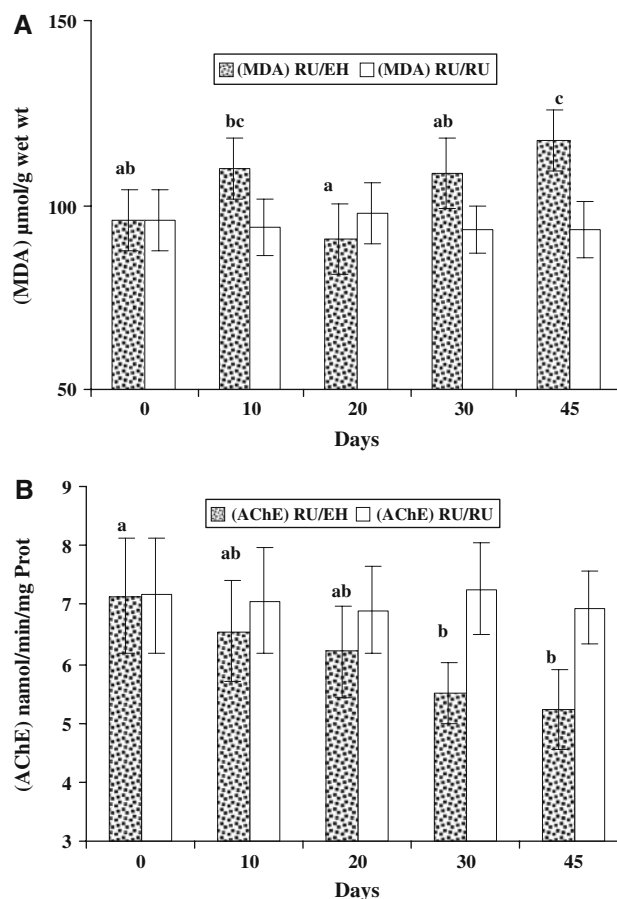 A
150
(MDA) RU/EH (MDA) RU/RU
c
bc
ab
ab
a
100
50
(MDA) µmol/g wet wt
0 10 20 30 45
Days
B
9
(AChE) RU/EH (AChE) RU/RU
a
8
ab
ab
7
b
b
6
5
4
3
(AChE) namol/min/mg Prot
0 10 20 30 45
Days